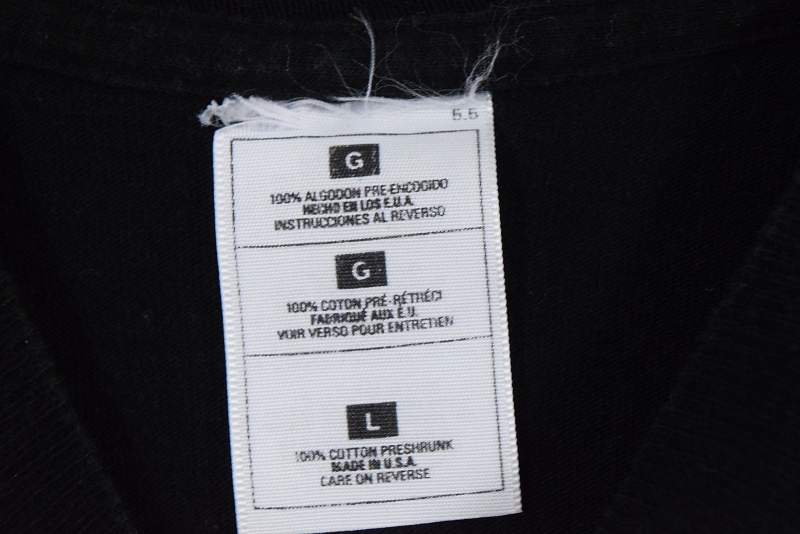 5.5
G
100% ALGODON PRE-ENCOGIDO
HECHO EN LOS E.U.A.
INSTRUCCIONES AL REVERSO
G
100% COTON PRÉ-RÉTRÉCI
FABRIQUÉ AUX É.U.
VOIR VERSO POUR ENTRETIEN
L
100% COTTON PRESHRUNK
MADE IN U.S.A.
CARE ON REVERSE